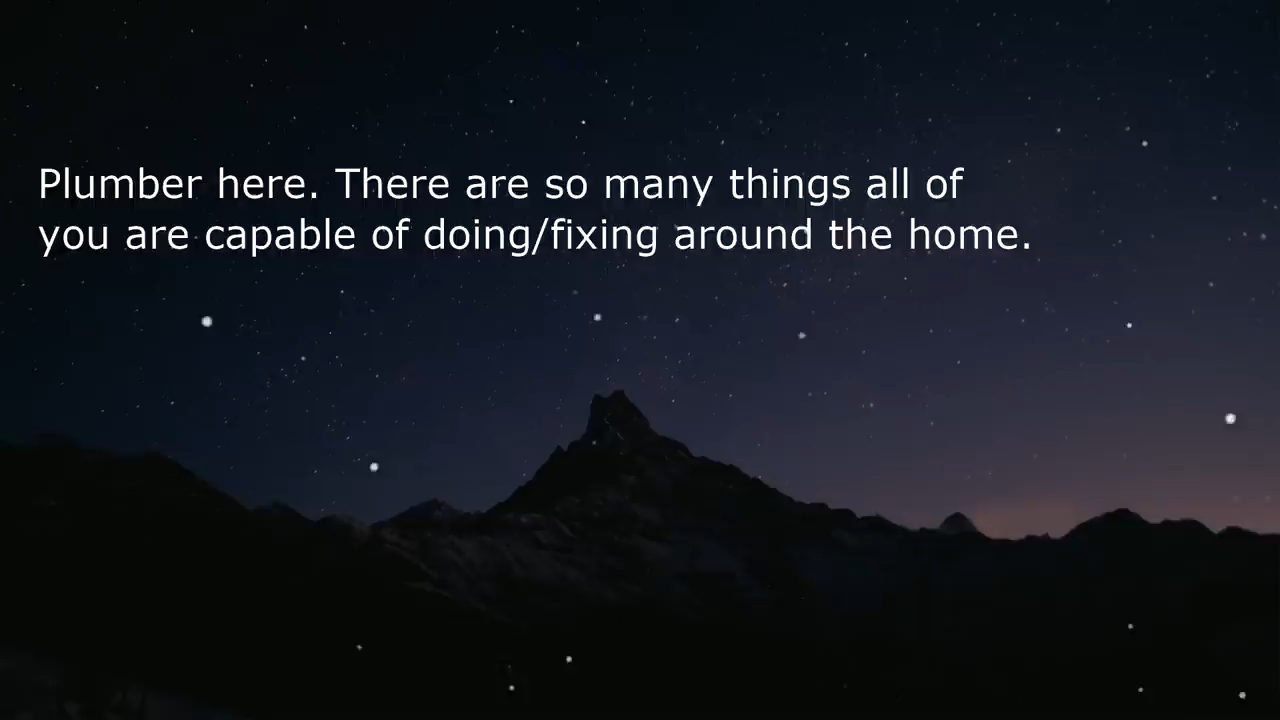 Plumber here. There are so many things all of
you are capable of doing/fixing around the home.